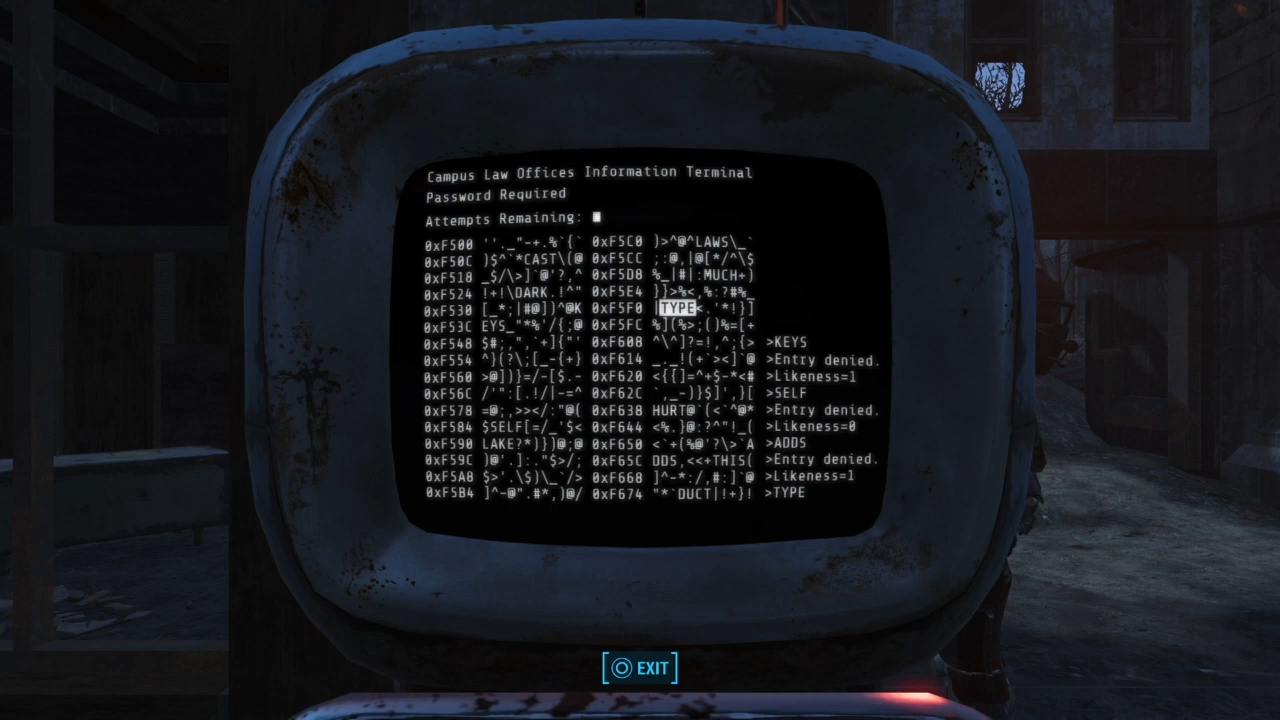 Campus Law Offices Information Terminal
Password Required
Attempts Remaining: ■
0xF500 ''._"-+.%`{` 0xF5C0 )>^@^LAWS\_`
0xF50C )$^`*CAST\(@ 0xF5CC ;:@,|@[*/^\$
0xF518 _$/\>]`@'?,^ 0xF5D8 %_|#|:MUCH+)
0xF524 !+!\DARK.!^" 0xF5E4 }}>%<,%:?#%_
0xF530 [_*;|#@])^@K 0xF5F0 |TYPE<.'*!}]
0xF53C EYS_"*%'/{;@ 0xF5FC %](%>;()%=[+
0xF548 $#;,",`+]{"' 0xF608 ^\^]?=!,^;{> >KEYS
0xF554 ^}(?\;[_-{+} 0xF614 _,_!(+`><]`@ >Entry denied.
0xF560 >@])}=/-[$.- 0xF620 <{{]=^+$-*<# >Likeness=1
0xF56C /'":[.!/|-=^ 0xF62C ',_-)}$]',}[ >SELF
0xF578 =@;,>></:"@( 0xF638 HURT@`(<`^@* >Entry denied.
0xF584 $SELF[=/_'$< 0xF644 <%.}@:?^"!_( >Likeness=0
0xF590 LAKE?*)})@;@ 0xF650 <`+(%@'?\>`A >ADDS
0xF59C )@'.]:."$>/; 0xF65C DDS,<<+THIS( >Entry denied.
0xF5A8 $>'.\$)\_`/> 0xF668 ]^-*:/,#:]`@ >Likeness=1
0xF5B4 ]^-@".#*,)@/ 0xF674 "*`DUCT|!+}! >TYPE
EXIT